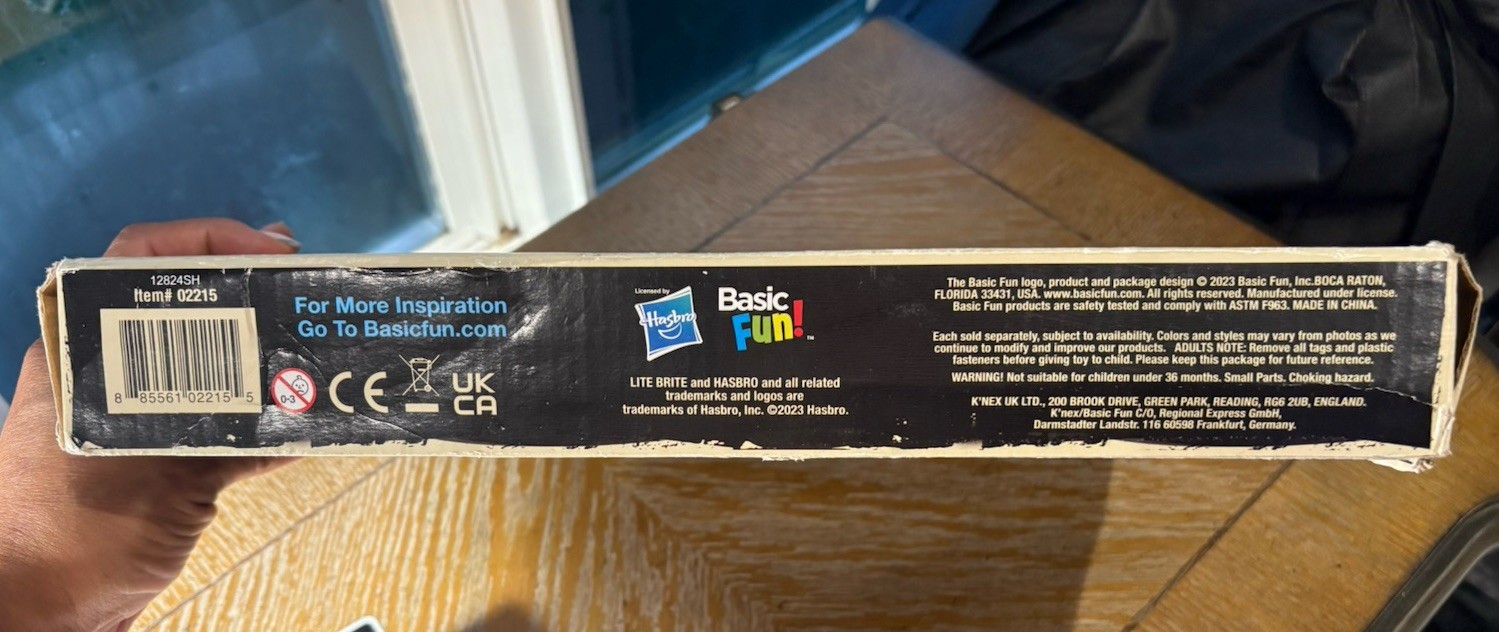 12824SH
Item# 02215
8 85561 02215 5
For More Inspiration
Go To Basicfun.com
0-3
CE
UK
CA
Licensed by
Hasbro
Basic
Fun!™
LITE BRITE and HASBRO and all related
trademarks and logos are
trademarks of Hasbro, Inc. ©2023 Hasbro.
The Basic Fun logo, product and package design © 2023 Basic Fun, Inc.BOCA RATON,
FLORIDA 33431, USA. www.basicfun.com. All rights reserved. Manufactured under license.
Basic Fun products are safety tested and comply with ASTM F963. MADE IN CHINA.
Each sold separately, subject to availability. Colors and styles may vary from photos as we
continue to modify and improve our products. ADULTS NOTE: Remove all tags and plastic
fasteners before giving toy to child. Please keep this package for future reference.
WARNING! Not suitable for children under 36 months. Small Parts. Choking hazard.
K'NEX UK LTD., 200 BROOK DRIVE, GREEN PARK, READING, RG6 2UB, ENGLAND.
K'nex/Basic Fun C/O, Regional Express GmbH,
Darmstadter Landstr. 116 60598 Frankfurt, Germany.